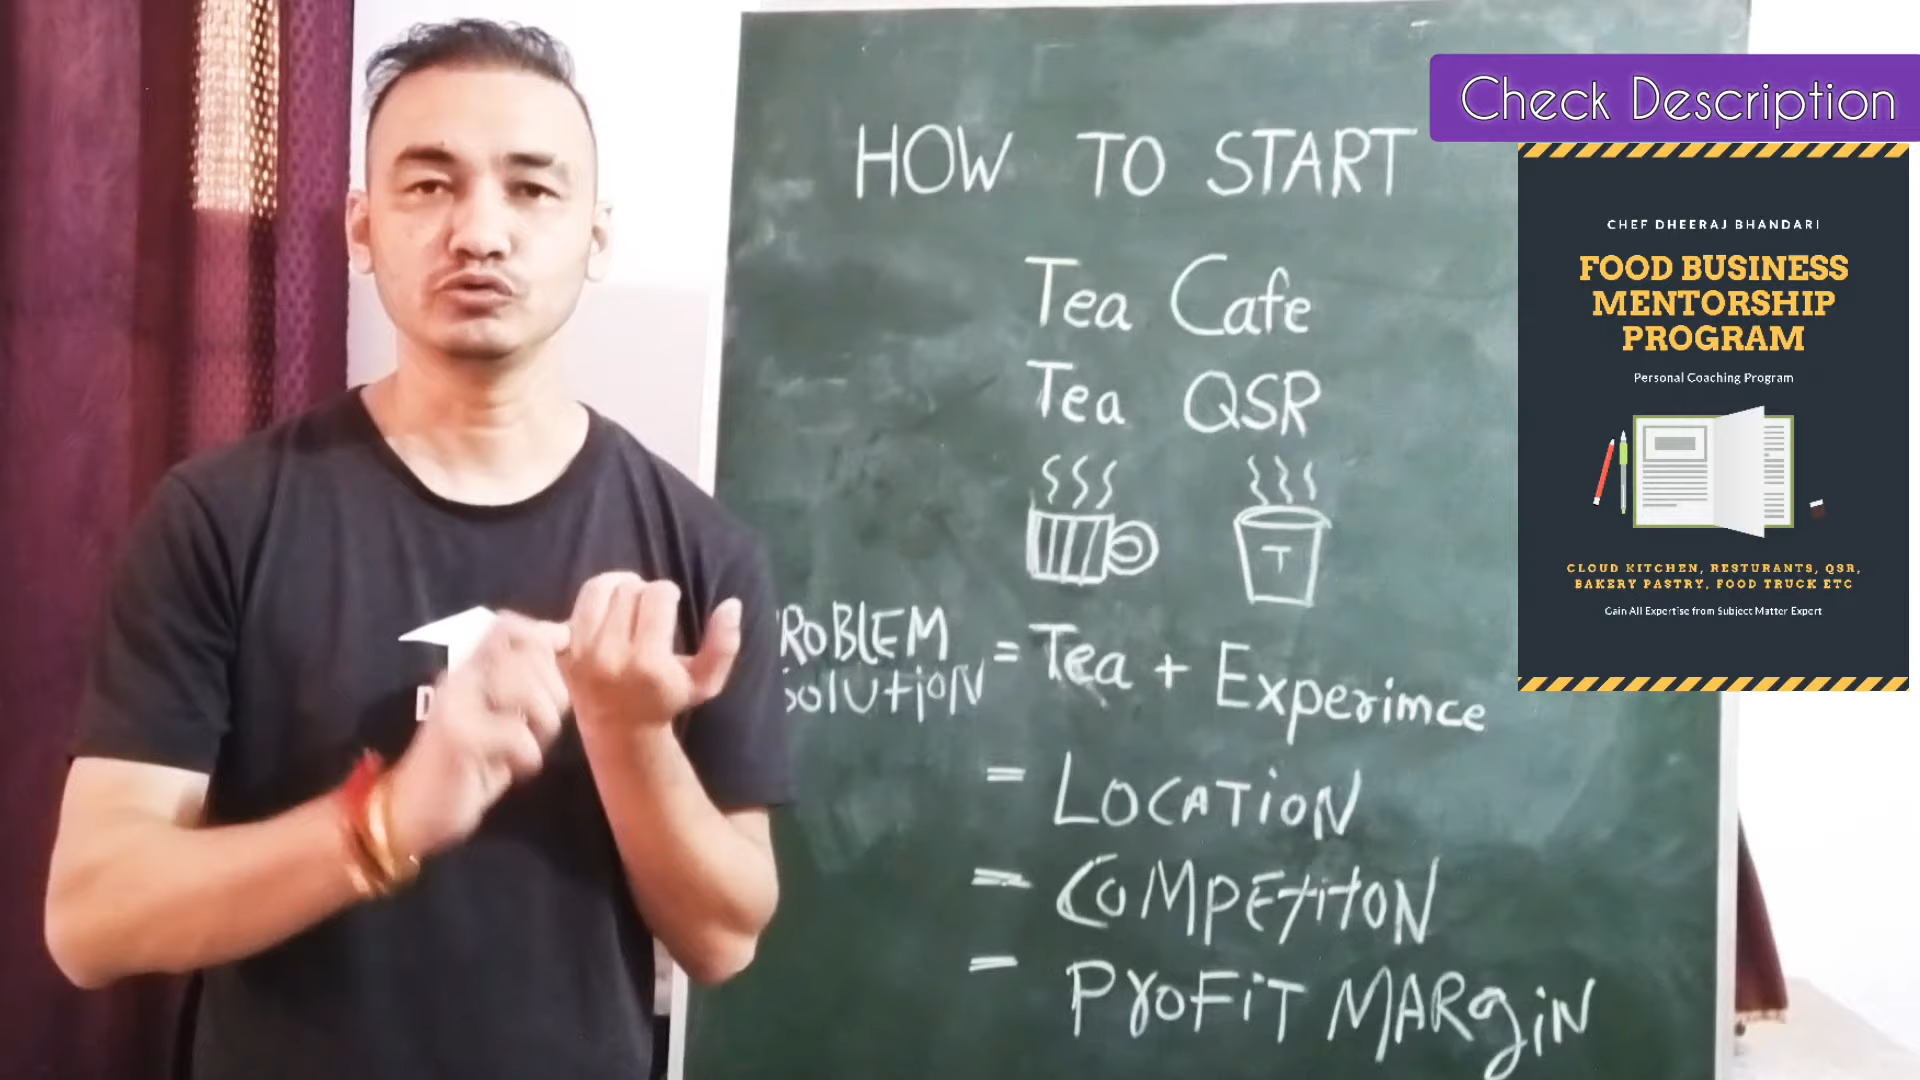 HOW TO START
Tea Cafe
Tea QSR
T
ROBLEM
SOLUTION
= Tea + Experimce
= LOCATION
= COMPETITON
= PROFIT MARGIN
D
Check Description
CHEF DHEERAJ BHANDARI
FOOD BUSINESS
MENTORSHIP
PROGRAM
Personal Coaching Program
CLOUD KITCHEN, RESTURANTS, QSR,
BAKERY PASTRY, FOOD TRUCK ETC
Gain All Expertise from Subject Matter Expert